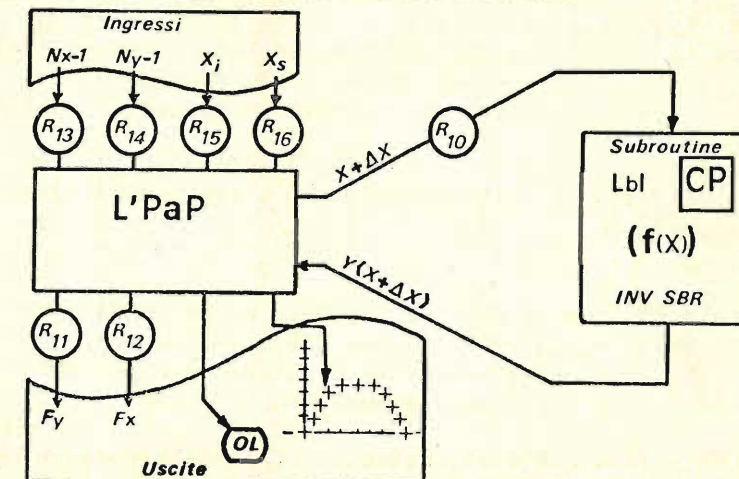 Ingressi
Nx-1 Ny-1 Xi Xs
R13 R14 R15 R16
X+ΔX
R10
Subroutine
Lbl CP
(f(X))
INV SBR
L'PaP
Y(X+ΔX)
R11 R12
Fy Fx
OL
Uscite